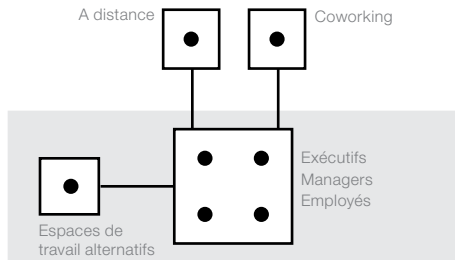 A distance
Coworking
Exécutifs
Managers
Employés
Espaces de
travail alternatifs